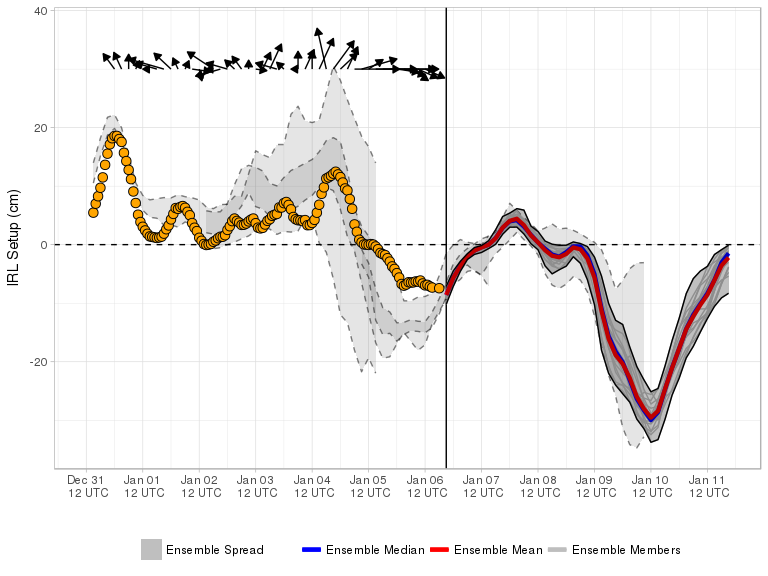 40
20
0
-20
IRL Setup (cm)
Dec 31 Jan 01 Jan 02 Jan 03 Jan 04 Jan 05 Jan 06 Jan 07 Jan 08 Jan 09 Jan 10 Jan 11
12 UTC 12 UTC 12 UTC 12 UTC 12 UTC 12 UTC 12 UTC 12 UTC 12 UTC 12 UTC 12 UTC 12 UTC
Ensemble Spread Ensemble Median Ensemble Mean Ensemble Members